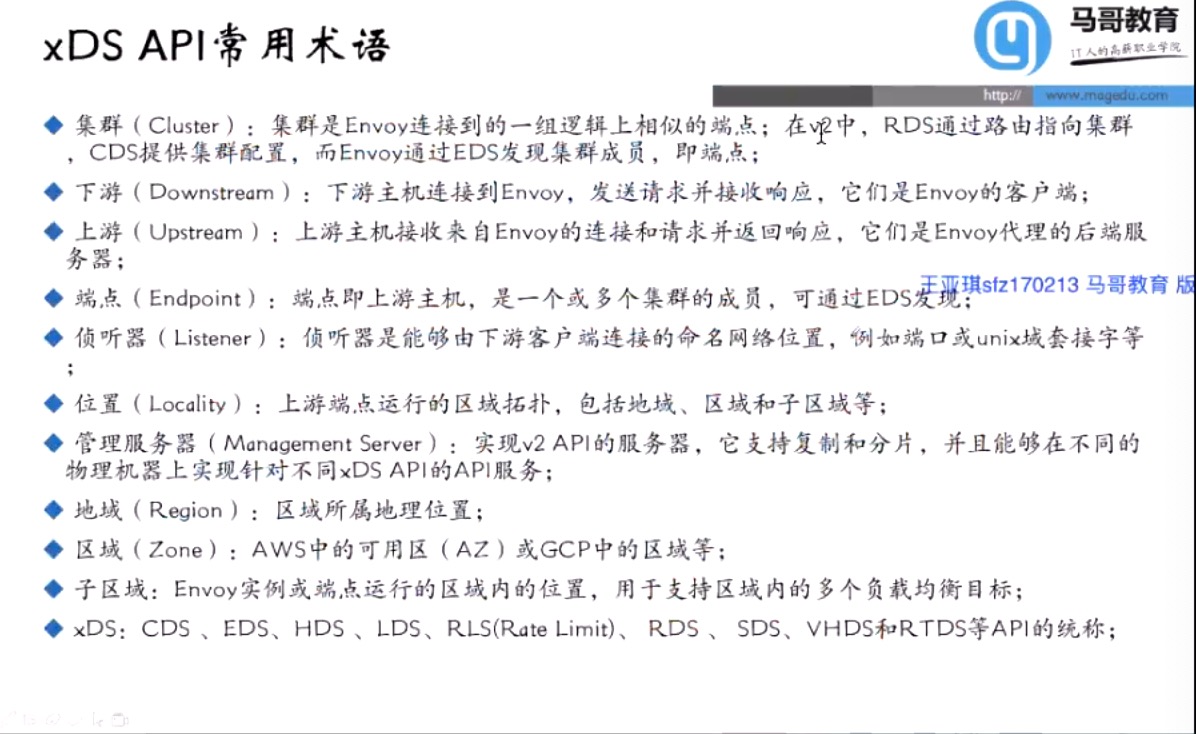 xDS API常用术语
马哥教育
IT人的高薪职业学院
http://
www.magedu.com
集群（Cluster）：集群是Envoy连接到的一组逻辑上相似的端点；在v2中，RDS通过路由指向集群
，CDS提供集群配置，而Envoy通过EDS发现集群成员，即端点；
下游（Downstream）：下游主机连接到Envoy，发送请求并接收响应，它们是Envoy的客户端；
上游（Upstream）：上游主机接收来自Envoy的连接和请求并返回响应，它们是Envoy代理的后端服
务器；
王亚琪sfz170213 马哥教育 版
端点（Endpoint）：端点即上游主机，是一个或多个集群的成员，可通过EDS发现；
侦听器（Listener）：侦听器是能够由下游客户端连接的命名网络位置，例如端口或unix域套接字等
；
位置（Locality）：上游端点运行的区域拓扑，包括地域、区域和子区域等；
管理服务器（Management Server）：实现v2 API的服务器，它支持复制和分片，并且能够在不同的
物理机器上实现针对不同xDS API的API服务；
地域（Region）：区域所属地理位置；
区域（Zone）：AWS中的可用区（AZ）或GCP中的区域等；
子区域：Envoy实例或端点运行的区域内的位置，用于支持区域内的多个负载均衡目标；
xDS：CDS 、EDS、HDS 、LDS、RLS(Rate Limit)、 RDS 、 SDS、VHDS和RTDS等API的统称；